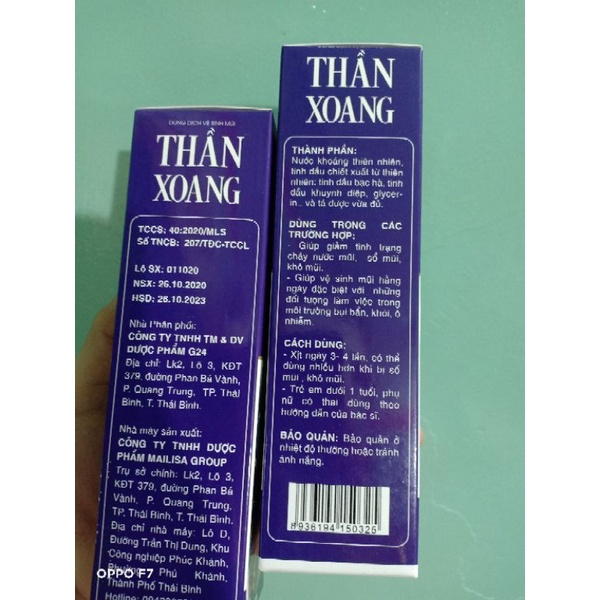 DUNG DỊCH VỆ SINH MŨI
THẦN
XOANG
TCCS: 40:2020/MLS
Số TNCB: 207/TĐC-TCCL
Lô SX: 011020
NSX: 26.10.2020
HSD: 26.10.2023
Nhà Phân phối:
CÔNG TY TNHH TM & DV
DƯỢC PHẨM G24
Địa chỉ: Lk2, Lô 3, KĐT
379, đường Phan Bá Vành,
P. Quang Trung, TP. Thái
Bình, T. Thái Bình.
Nhà máy sản xuất:
CÔNG TY TNHH DƯỢC
PHẨM MAILISA GROUP
Trụ sở chính: Lk2, Lô 3,
KĐT 379, đường Phan Bá
Vành, P. Quang Trung,
TP. Thái Bình, T. Thái Bình.
Địa chỉ nhà máy: Lô D,
Đường Trần Thị Dung, Khu
Công nghiệp Phúc Khánh,
Phường Phú Khánh,
Thành Phố Thái Bình
Hotline:
THẦN
XOANG
THÀNH PHẦN:
Nước khoáng thiên nhiên,
tinh dầu chiết xuất từ thiên
nhiên: tinh dầu bạc hà, tinh
dầu khuynh diệp, glycer-
in.. và tá dược vừa đủ.
DÙNG TRONG CÁC
TRƯỜNG HỢP:
- Giúp giảm tình trạng
chảy nước mũi, sổ mũi,
khô mũi.
- Giúp vệ sinh mũi hằng
ngày đặc biệt với những
đối tượng làm việc trong
môi trường bụi bẩn, khói, ô
nhiễm.
CÁCH DÙNG:
- Xịt ngày 3- 4 lần, có thể
dùng nhiều hơn khi bị sổ
mũi, khô mũi.
- Trẻ em dưới 1 tuổi, phụ
nữ có thai dùng theo
hướng dẫn của bác sĩ.
BẢO QUẢN: Bảo quản ở
nhiệt độ thường hoặc tránh
ánh nắng.
8936194 150326
OPPO F7